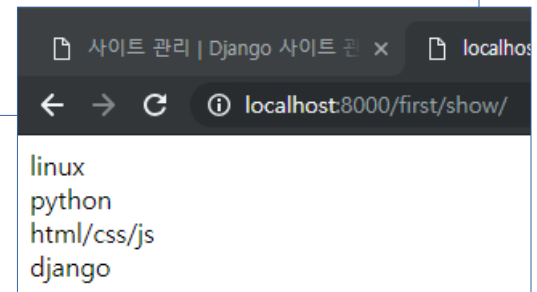 사이트 관리 | Django 사이트 관
localhos
localhost:8000/first/show/
linux
python
html/css/js
django